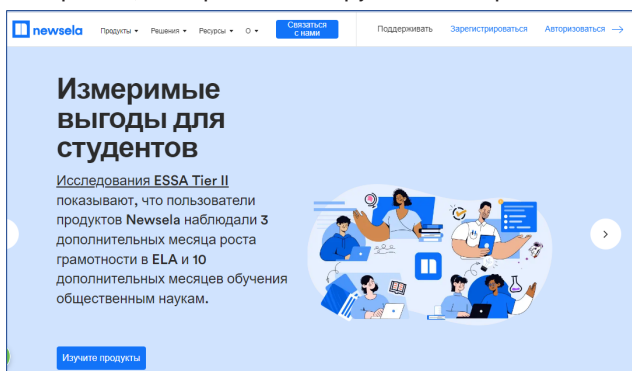 newsela
Продукты
Решения
Ресурсы
О
Связаться
с нами
Поддерживать
Зарегистрироваться
Авторизоваться →
Измеримые
выгоды для
студентов
Исследования ESSA Tier II
показывают, что пользователи
продуктов Newsela наблюдали 3
дополнительных месяца роста
грамотности в ELA и 10
дополнительных месяцев обучения
общественным наукам.
Изучите продукты